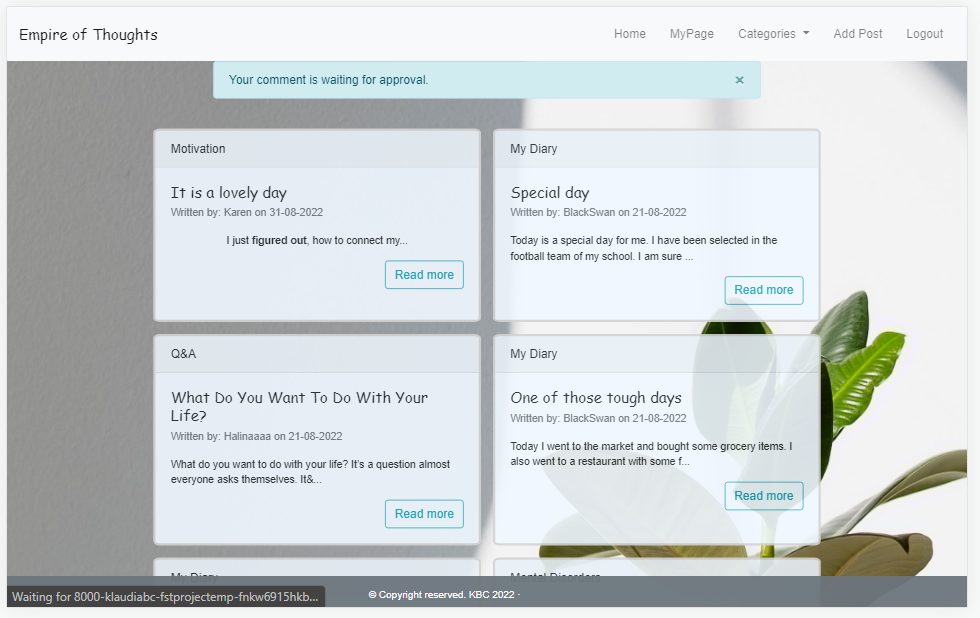 Empire of Thoughts
Home MyPage Categories Add Post Logout
Your comment is waiting for approval. ×
Motivation
It is a lovely day
Written by: Karen on 31-08-2022
I just figured out, how to connect my...
Read more
My Diary
Special day
Written by: BlackSwan on 21-08-2022
Today is a special day for me. I have been selected in the
football team of my school. I am sure ...
Read more
Q&A
What Do You Want To Do With Your
Life?
Written by: Halinaaaa on 21-08-2022
What do you want to do with your life? It's a question almost
everyone asks themselves. It&...
Read more
My Diary
One of those tough days
Written by: BlackSwan on 21-08-2022
Today I went to the market and bought some grocery items. I
also went to a restaurant with some f...
Read more
My Diary
Mental Disorders
Waiting for 8000-klaudiabc-fstprojectemp-fnkw6915hkb...
© Copyright reserved. KBC 2022 ·